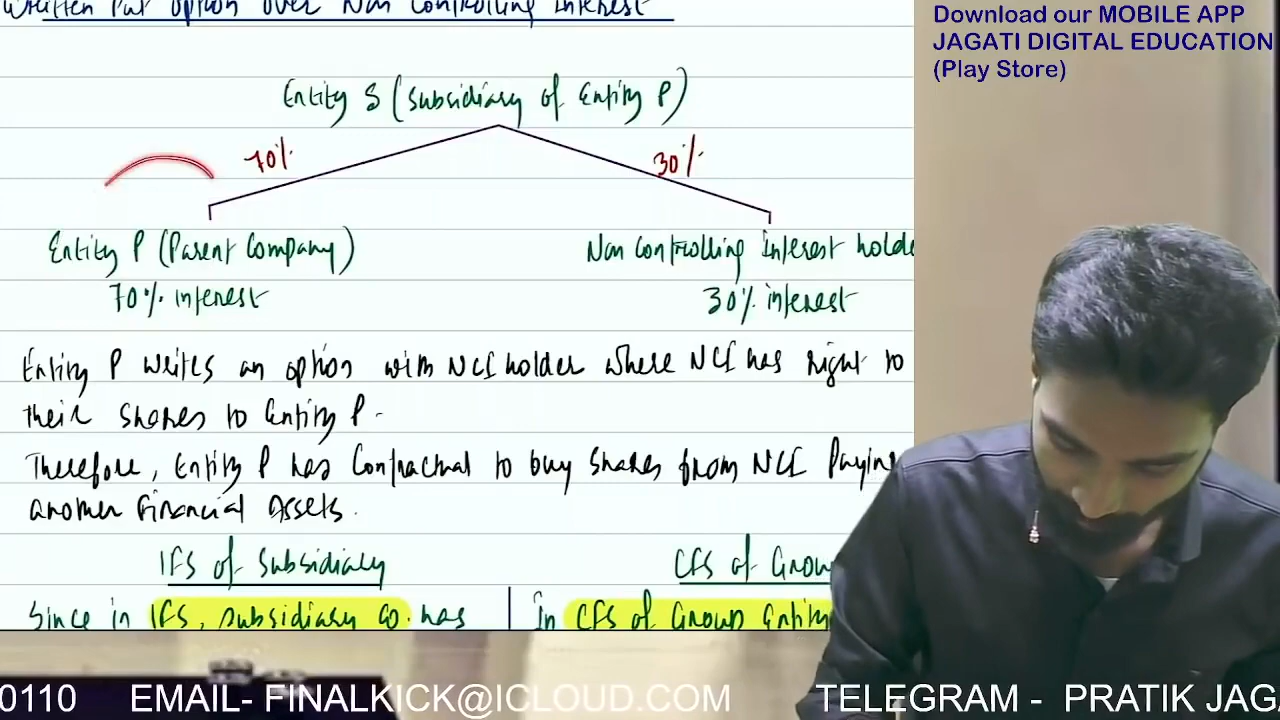 Written Put option over Non Controlling Interest
Download our MOBILE APP
JAGATI DIGITAL EDUCATION
(Play Store)
Entity S (Subsidiary of Entity P)
70%
30%
Entity P (Parent Company)
Non Controlling Interest holde
70% interest
30% interest
Entity P writes an option with NCI holder where NCI has right to
their shares to Entity P.
Therefore, Entity P has Contractual to buy shares from NCI Paying
another Financial Assets.
IFS of Subsidiary
CFS of Grou
Since in IFS, subsidiary co. has
In CFS of Group Entity
0110 EMAIL- FINALKICK@ICLOUD.COM TELEGRAM - PRATIK JAGA